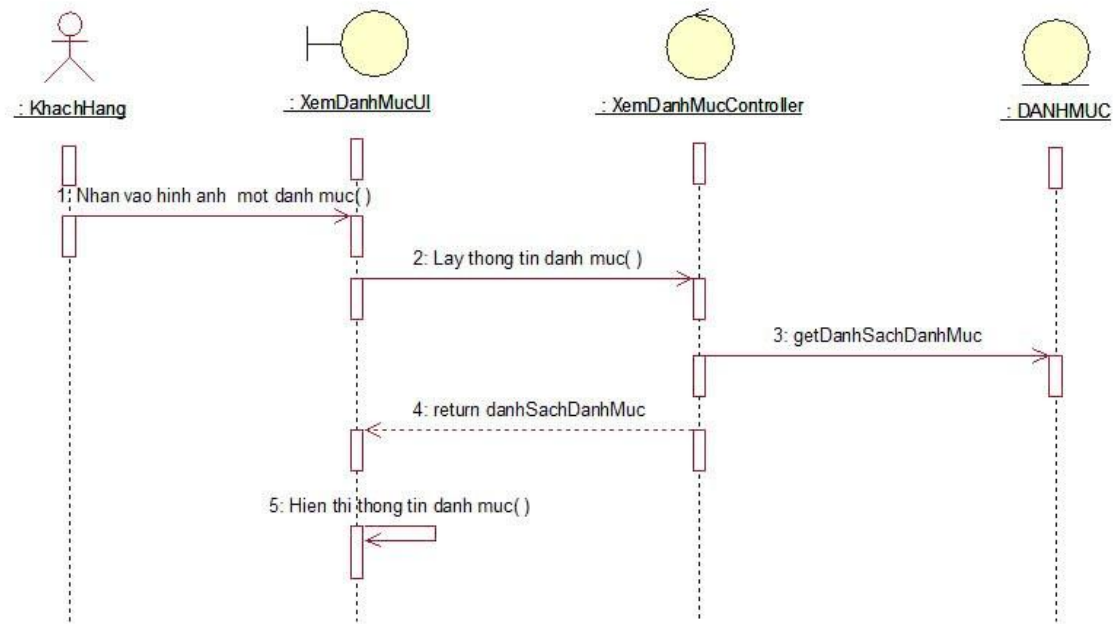 : KhachHang
: XemDanhMucUI
: XemDanhMucController
: DANHMUC
1: Nhan vao hinh anh mot danh muc( )
2: Lay thong tin danh muc( )
3: getDanhSachDanhMuc
4: return danhSachDanhMuc
5: Hien thi thong tin danh muc( )